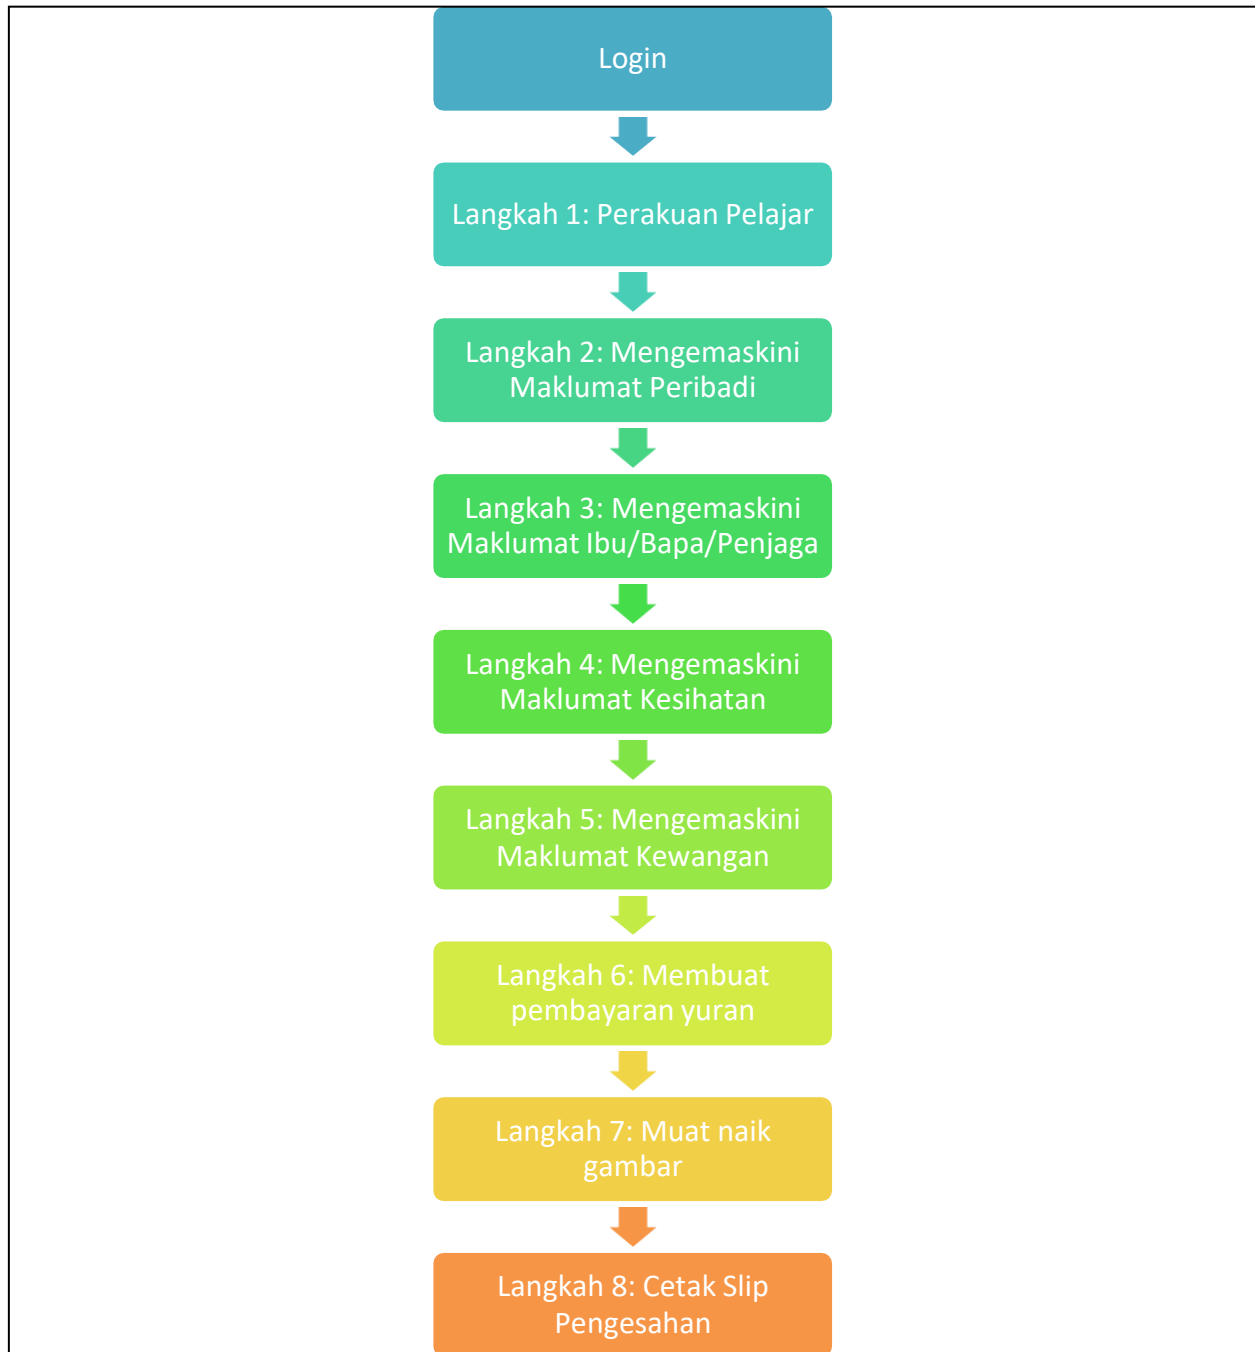 Login
Langkah 1: Perakuan Pelajar
Langkah 2: Mengemaskini
Maklumat Peribadi
Langkah 3: Mengemaskini
Maklumat Ibu/Bapa/Penjaga
Langkah 4: Mengemaskini
Maklumat Kesihatan
Langkah 5: Mengemaskini
Maklumat Kewangan
Langkah 6: Membuat
pembayaran yuran
Langkah 7: Muat naik
gambar
Langkah 8: Cetak Slip
Pengesahan